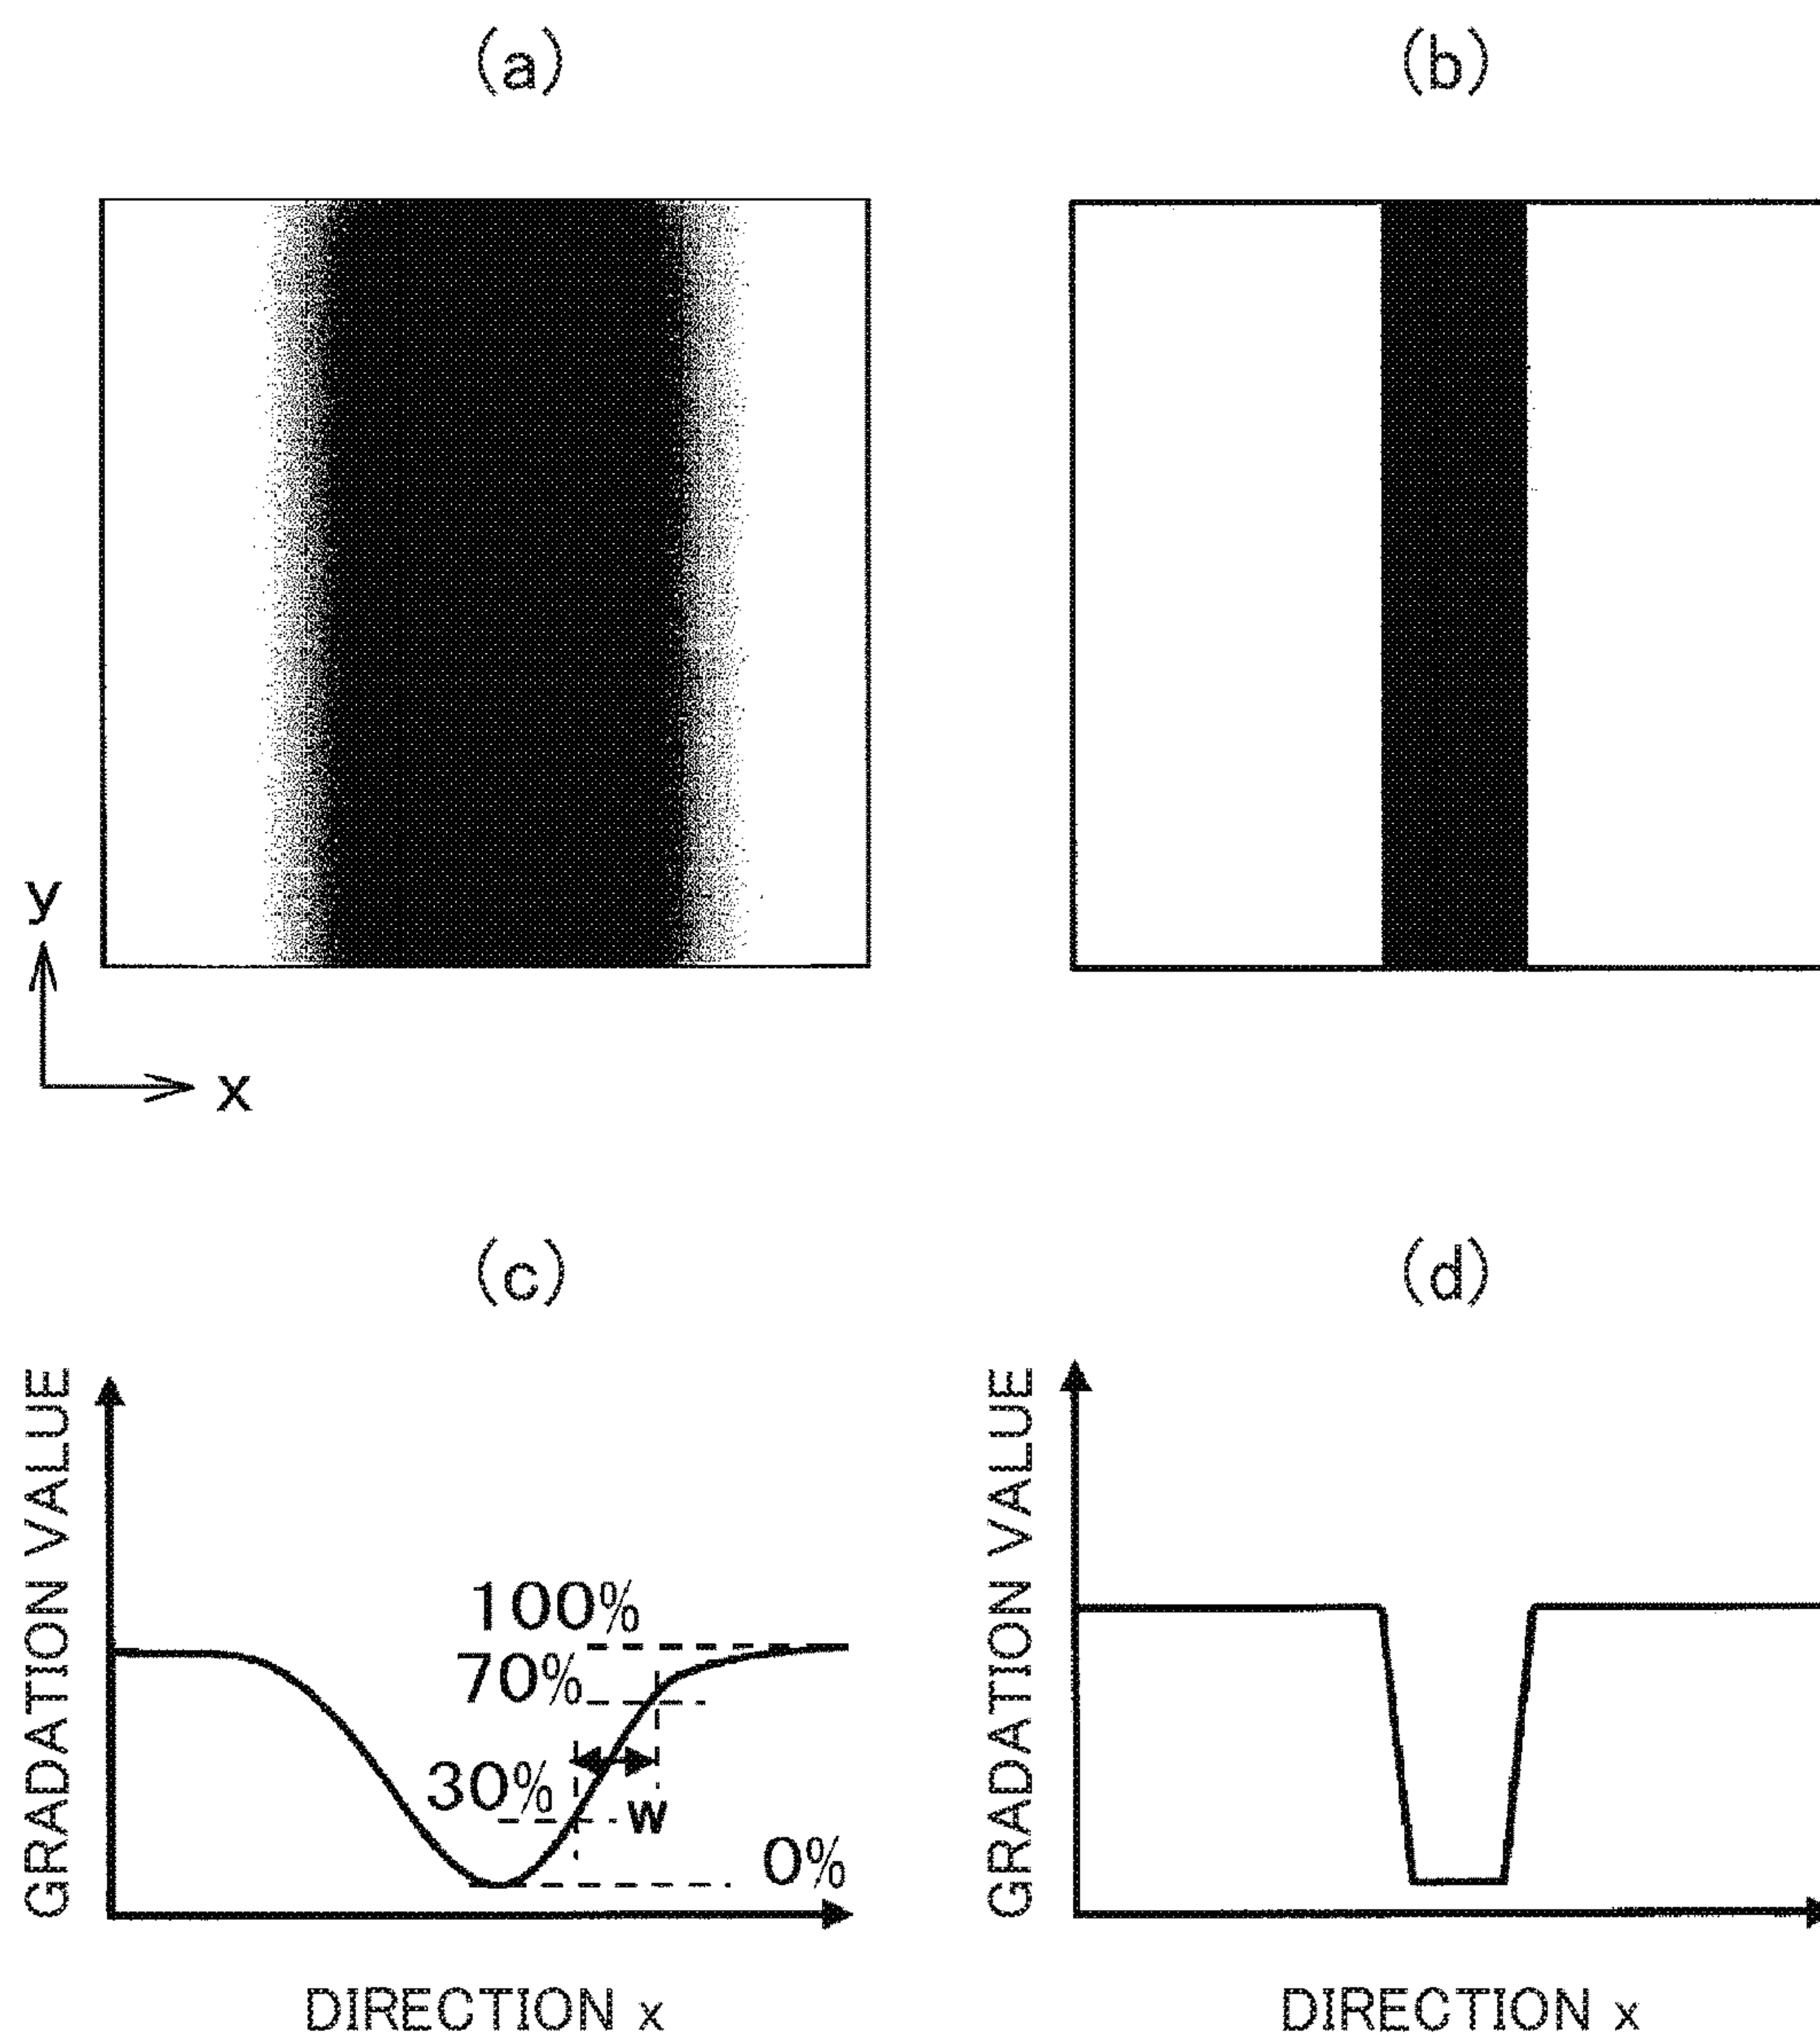 (a)
(b)
y
x
(c)
(d)
GRADATION VALUE
100%
70%
30%
w
0%
DIRECTION x
GRADATION VALUE
DIRECTION x